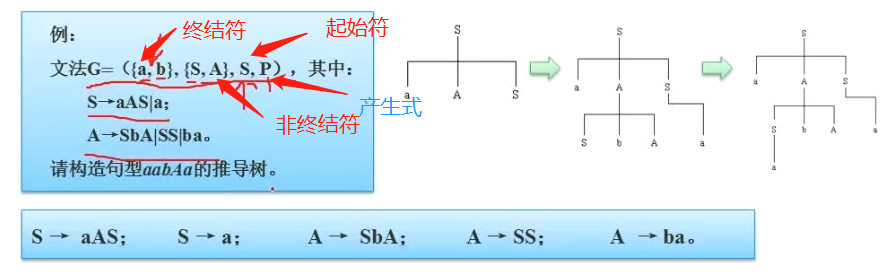 终结符
起始符
例：
文法G=（{a, b}, {S, A}, S, P），其中：
S→aAS|a；
产生式
非终结符
A→SbA|SS|ba。
请构造句型aabAa的推导树。
S
a A S
S
a A S
S b A a
S
a A S
S b A a
a
S → aAS； S → a； A → SbA； A → SS； A → ba。